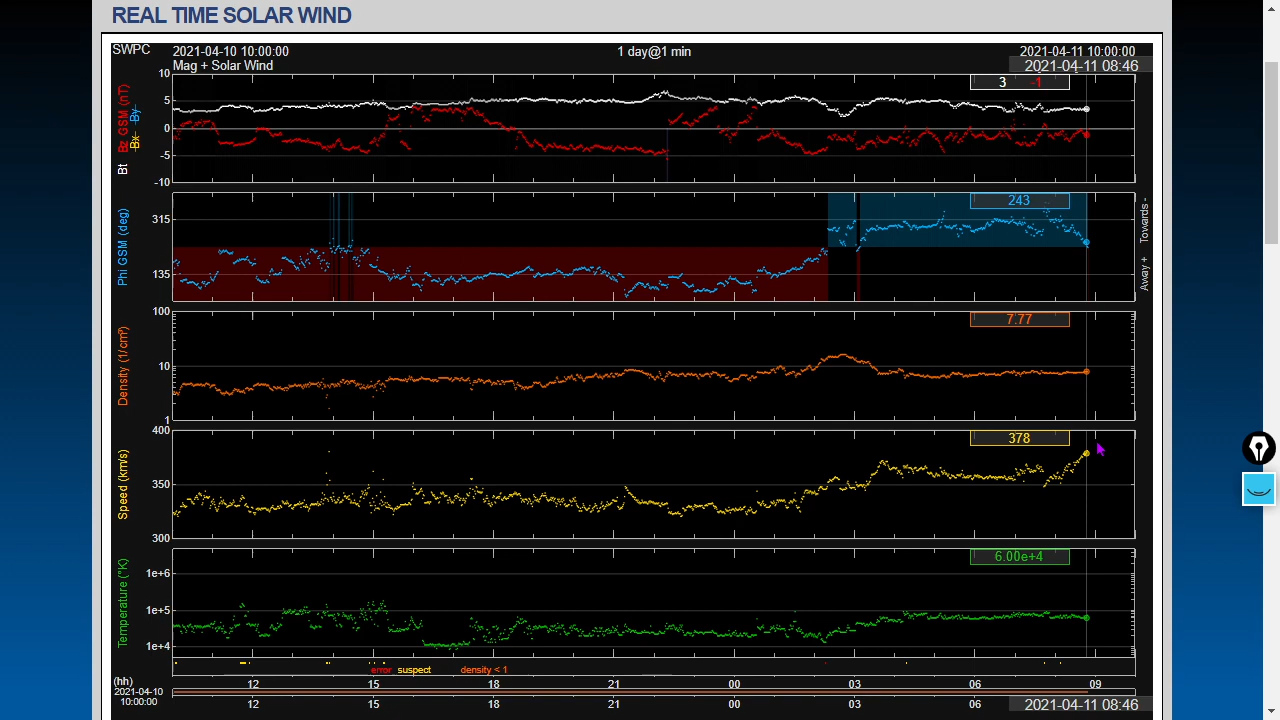 REAL TIME SOLAR WIND
SWPC 2021-04-10 10:00:00 1 day@1 min 2021-04-11 10:00:00
Mag + Solar Wind 2021-04-11 08:46
Bt -Bx- -By-
Bz GSM (nT)
10
5
0
-5
-10
3 -1
Phi GSM (deg)
315
135
243
Away + Towards -
Density (1/cm³)
100
10
1
7.77
Speed (km/s)
400
350
300
378
Temperature (°K)
1e+6
1e+5
1e+4
6.00e+4
error suspect density < 1
(hh) 12 15 18 21 00 03 06 09
2021-04-10
10:00:00 12 15 18 21 00 03 06 2021-04-11 08:46